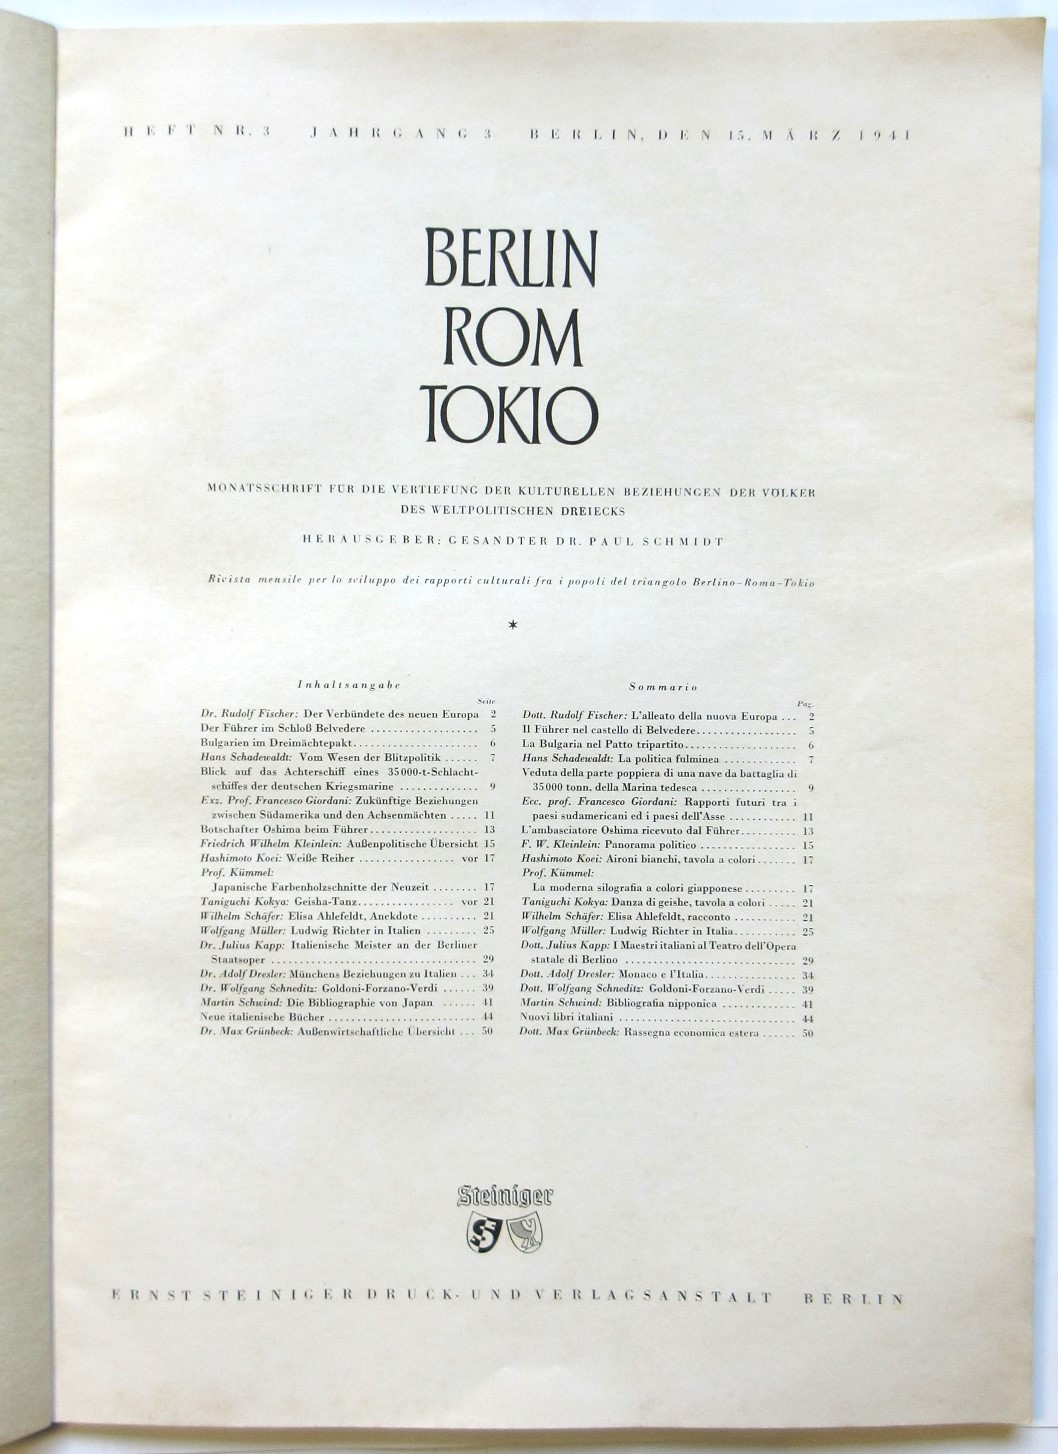 HEFT NR. 3 JAHRGANG 3 BERLIN, DEN 15. MÄRZ 1941
BERLIN
ROM
TOKIO
MONATSSCHRIFT FÜR DIE VERTIEFUNG DER KULTURELLEN BEZIEHUNGEN DER VÖLKER
DES WELTPOLITISCHEN DREIECKS
HERAUSGEBER: GESANDTER DR. PAUL SCHMIDT
Rivista mensile per lo sviluppo dei rapporti culturali fra i popoli del triangolo Berlino–Roma–Tokio
✶
Inhaltsangabe
Seite
Dr. Rudolf Fischer: Der Verbündete des neuen Europa 2
Der Führer im Schloß Belvedere .................. 5
Bulgarien im Dreimächtepakt..................... 6
Hans Schadewaldt: Vom Wesen der Blitzpolitik ...... 7
Blick auf das Achterschiff eines 35000-t-Schlacht-
schiffes der deutschen Kriegsmarine ............. 9
Exz. Prof. Francesco Giordani: Zukünftige Beziehungen
zwischen Südamerika und den Achsenmächten ..... 11
Botschafter Oshima beim Führer.................. 13
Friedrich Wilhelm Kleinlein: Außenpolitische Übersicht 15
Hashimoto Koei: Weiße Reiher ................ vor 17
Prof. Kümmel:
Japanische Farbenholzschnitte der Neuzeit ........ 17
Taniguchi Kokya: Geisha-Tanz................ vor 21
Wilhelm Schäfer: Elisa Ahlefeldt, Anekdote .......... 21
Wolfgang Müller: Ludwig Richter in Italien ......... 25
Dr. Julius Kapp: Italienische Meister an der Berliner
Staatsoper .................................. 29
Dr. Adolf Dresler: Münchens Beziehungen zu Italien ... 34
Dr. Wolfgang Schneditz: Goldoni-Forzano-Verdi ...... 39
Martin Schwind: Die Bibliographie von Japan ...... 41
Neue italienische Bücher ......................... 44
Dr. Max Grünbeck: Außenwirtschaftliche Übersicht ... 50
Sommario
Pag.
Dott. Rudolf Fischer: L'alleato della nuova Europa ... 2
Il Führer nel castello di Belvedere................. 5
La Bulgaria nel Patto tripartito................... 6
Hans Schadewaldt: La politica fulminea ............ 7
Veduta della parte poppiera di una nave da battaglia di
35000 tonn. della Marina tedesca ................ 9
Ecc. prof. Francesco Giordani: Rapporti futuri tra i
paesi sudamericani ed i paesi dell'Asse ........... 11
L'ambasciatore Oshima ricevuto dal Führer.......... 13
F. W. Kleinlein: Panorama politico ................ 15
Hashimoto Koei: Aironi bianchi, tavola a colori....... 17
Prof. Kümmel:
La moderna silografia a colori giapponese ......... 17
Taniguchi Kokya: Danza di geishe, tavola a colori ..... 21
Wilhelm Schäfer: Elisa Ahlefeldt, racconto .......... 21
Wolfgang Müller: Ludwig Richter in Italia........... 25
Dott. Julius Kapp: I Maestri italiani al Teatro dell'Opera
statale di Berlino ............................. 29
Dott. Adolf Dresler: Monaco e l'Italia............... 34
Dott. Wolfgang Schneditz: Goldoni-Forzano-Verdi ..... 39
Martin Schwind: Bibliografia nipponica ............. 41
Nuovi libri italiani .............................. 44
Dott. Max Grünbeck: Rassegna economica estera ...... 50
Steiniger
ERNST STEINIGER DRUCK- UND VERLAGSANSTALT BERLIN